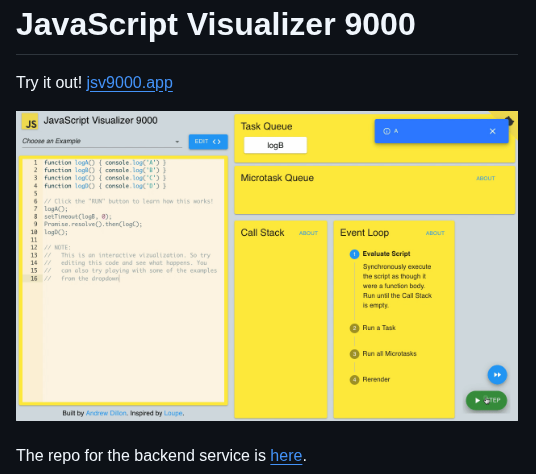 JavaScript Visualizer 9000
Try it out! jsv9000.app
JS
JavaScript Visualizer 9000
Choose an Example
EDIT < >
1 function logA() { console.log('A') }
2 function logB() { console.log('B') }
3 function logC() { console.log('C') }
4 function logD() { console.log('D') }
5
6 // Click the "RUN" button to learn how this works!
7 logA();
8 setTimeout(logB, 0);
9 Promise.resolve().then(logC);
10 logD();
11
12 // NOTE:
13 // This is an interactive visualization. So try
14 // editing this code and see what happens. You
15 // can also try playing with some of the examples
16 // from the dropdown
Built by Andrew Dillon. Inspired by Loupe.
Task Queue
logB
A
Microtask Queue
ABOUT
Call Stack
ABOUT
Event Loop
ABOUT
1 Evaluate Script
Synchronously execute
the script as though it
were a function body.
Run until the Call Stack
is empty.
2 Run a Task
3 Run all Microtasks
4 Rerender
STEP
The repo for the backend service is here.